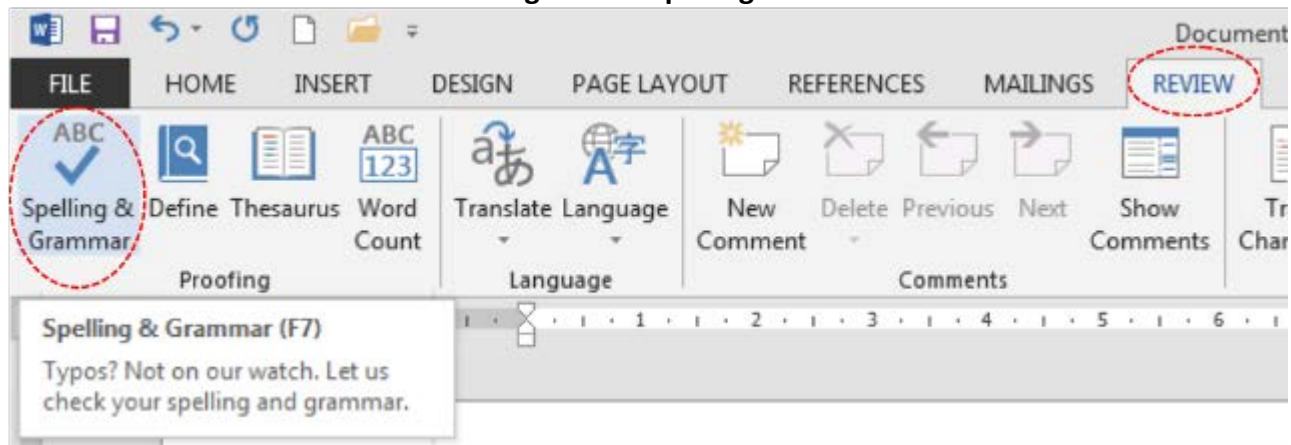 Document
FILE HOME INSERT DESIGN PAGE LAYOUT REFERENCES MAILINGS REVIEW
ABC ABC
123
Spelling & Define Thesaurus Word Translate Language New Delete Previous Next Show
Grammar Count Comment Comments
Proofing Language Comments
Spelling & Grammar (F7)
Typos? Not on our watch. Let us
check your spelling and grammar.
1 2 3 4 5 6